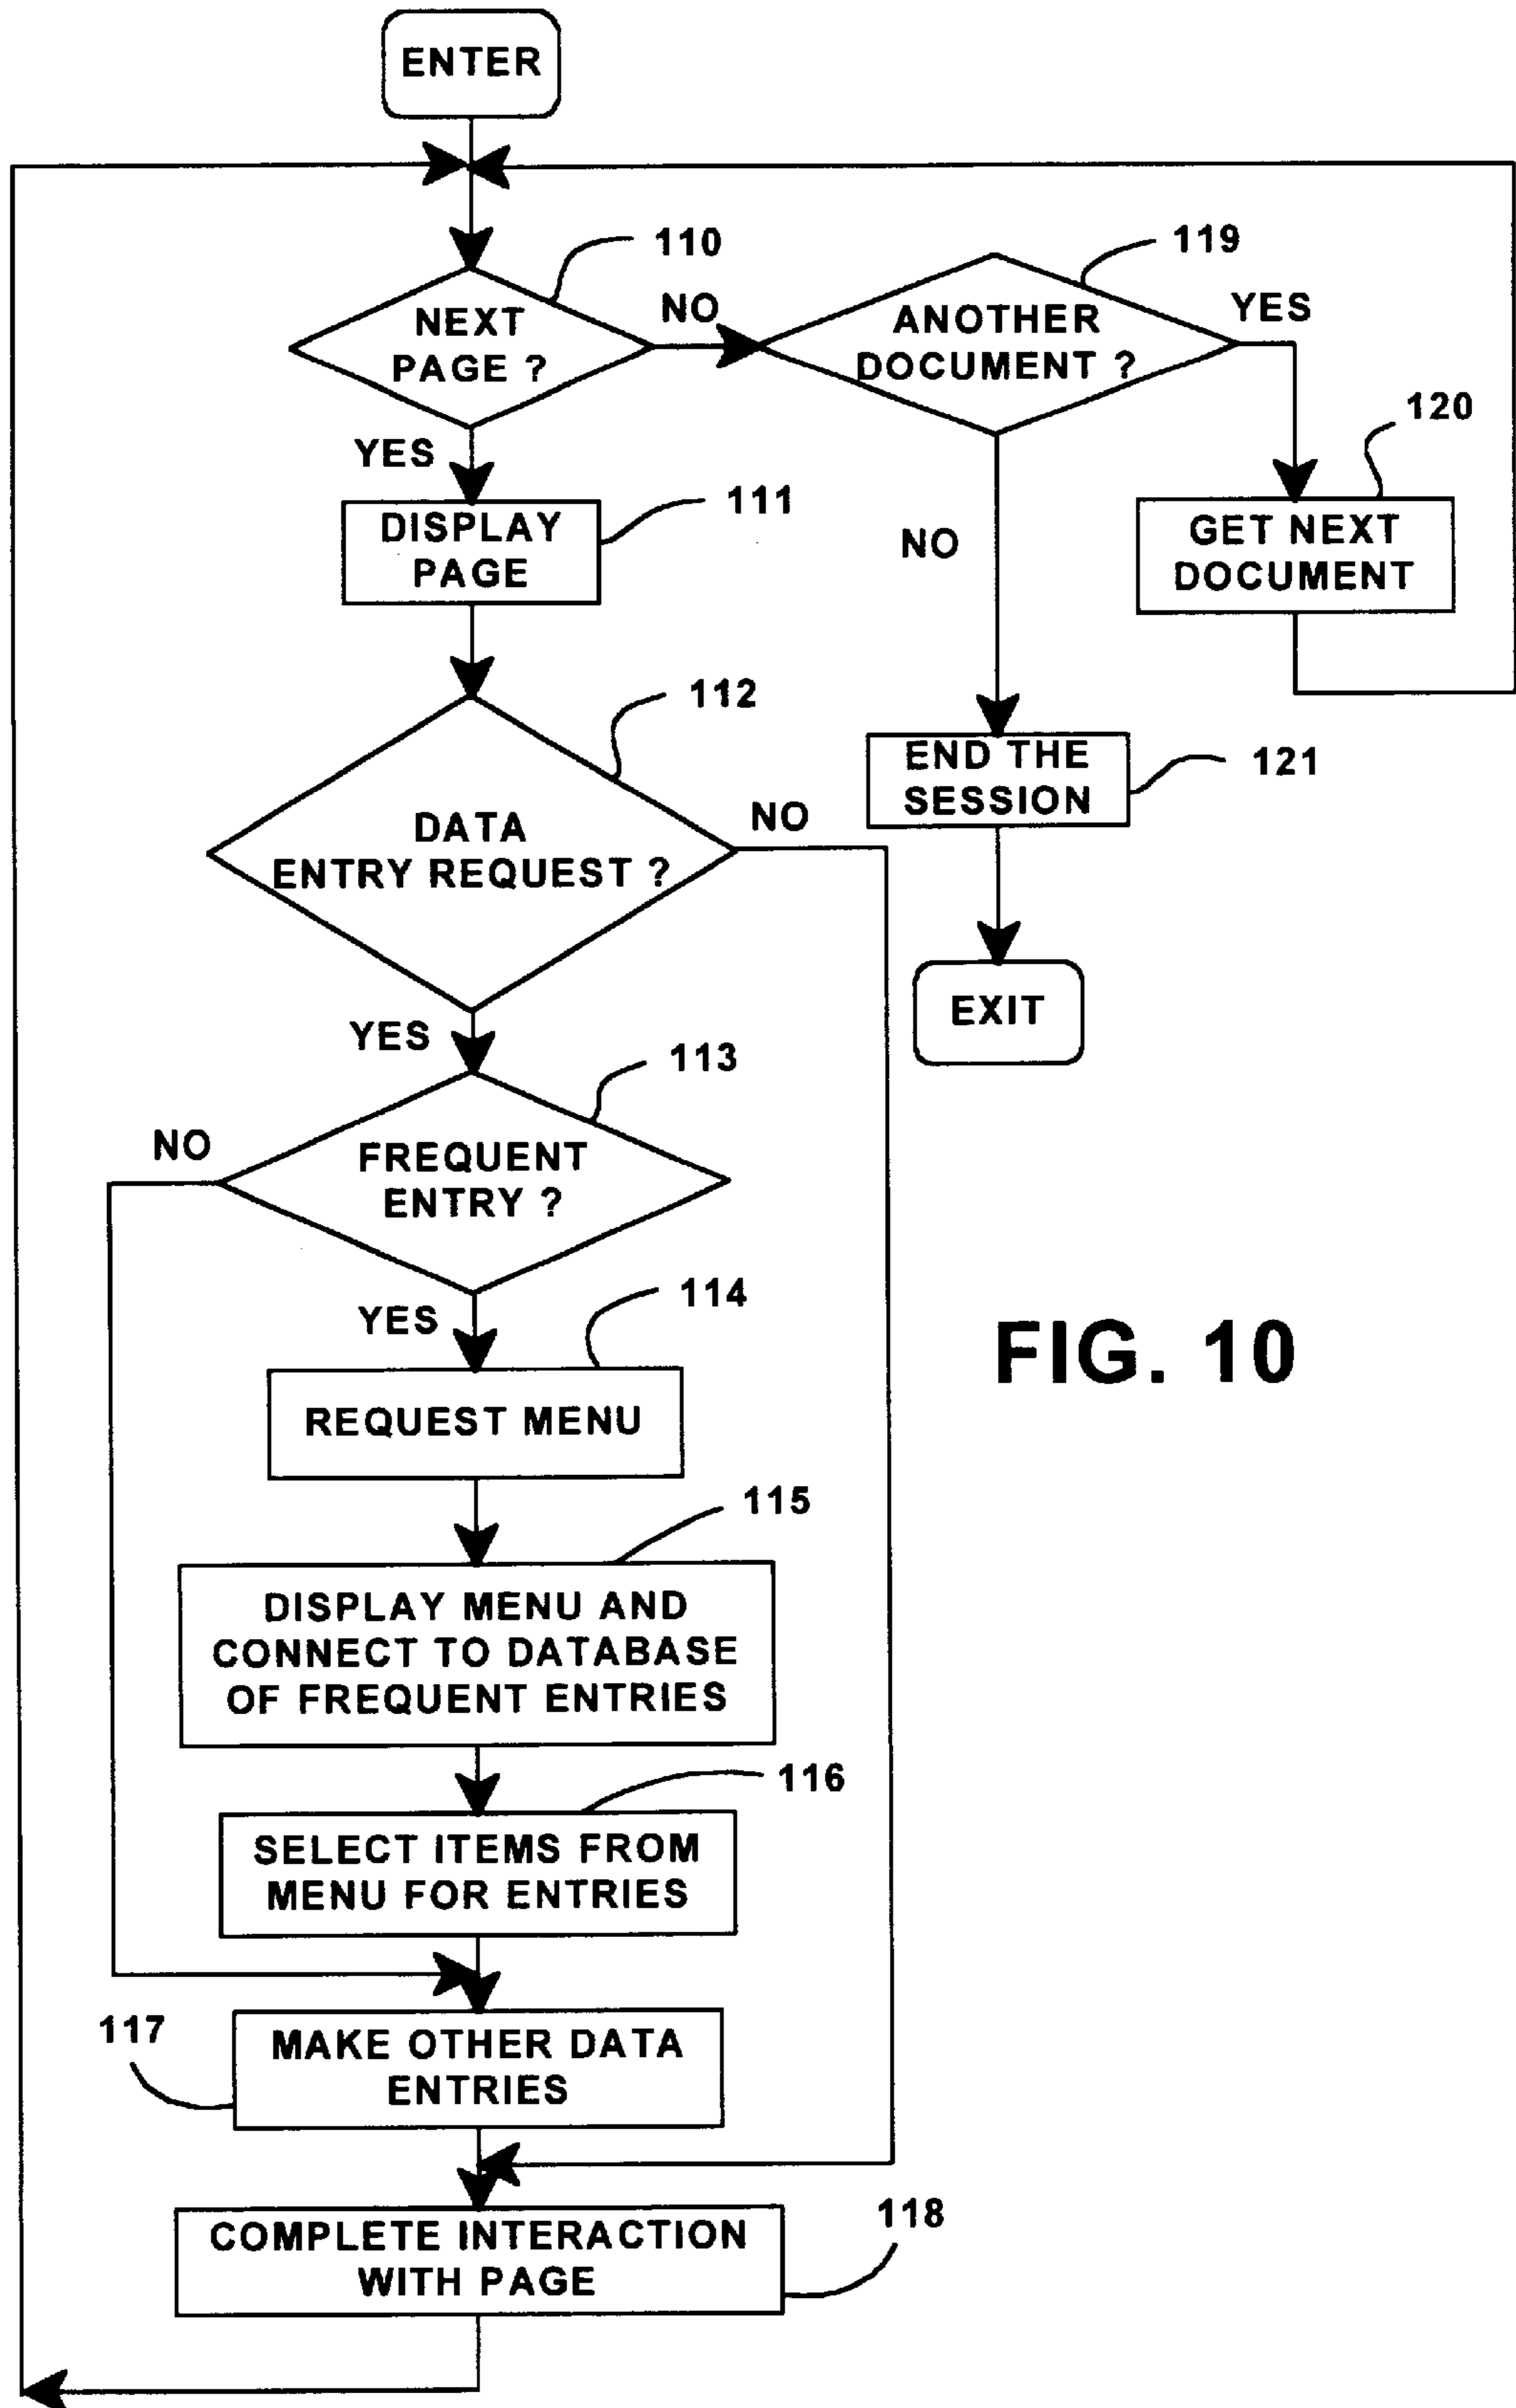 ENTER
110
NEXT
PAGE ?
NO
119
ANOTHER
DOCUMENT ?
YES
120
GET NEXT
DOCUMENT
YES
111
DISPLAY
PAGE
NO
112
DATA
ENTRY REQUEST ?
NO
END THE
SESSION
121
EXIT
YES
113
FREQUENT
ENTRY ?
NO
YES
114
REQUEST MENU
FIG. 10
115
DISPLAY MENU AND
CONNECT TO DATABASE
OF FREQUENT ENTRIES
116
SELECT ITEMS FROM
MENU FOR ENTRIES
117
MAKE OTHER DATA
ENTRIES
118
COMPLETE INTERACTION
WITH PAGE